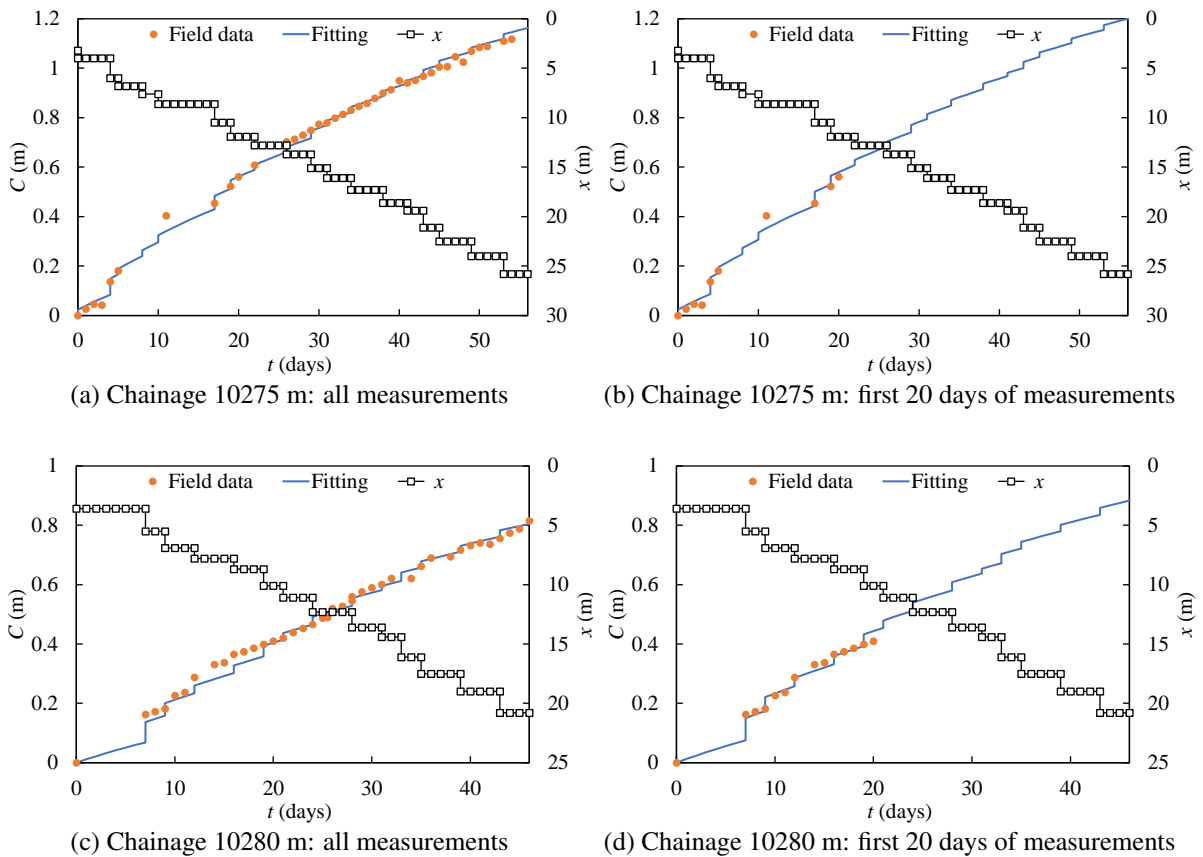 Field data Fitting x
C (m)
1.2
1
0.8
0.6
0.4
0.2
0
0
5
10
15
20
25
30
x (m)
0 10 20 30 40 50
t (days)
(a) Chainage 10275 m: all measurements
Field data Fitting x
C (m)
1.2
1
0.8
0.6
0.4
0.2
0
0
5
10
15
20
25
30
x (m)
0 10 20 30 40 50
t (days)
(b) Chainage 10275 m: first 20 days of measurements
Field data Fitting x
C (m)
1
0.8
0.6
0.4
0.2
0
0
5
10
15
20
25
x (m)
0 10 20 30 40
t (days)
(c) Chainage 10280 m: all measurements
Field data Fitting x
C (m)
1
0.8
0.6
0.4
0.2
0
0
5
10
15
20
25
x (m)
0 10 20 30 40
t (days)
(d) Chainage 10280 m: first 20 days of measurements